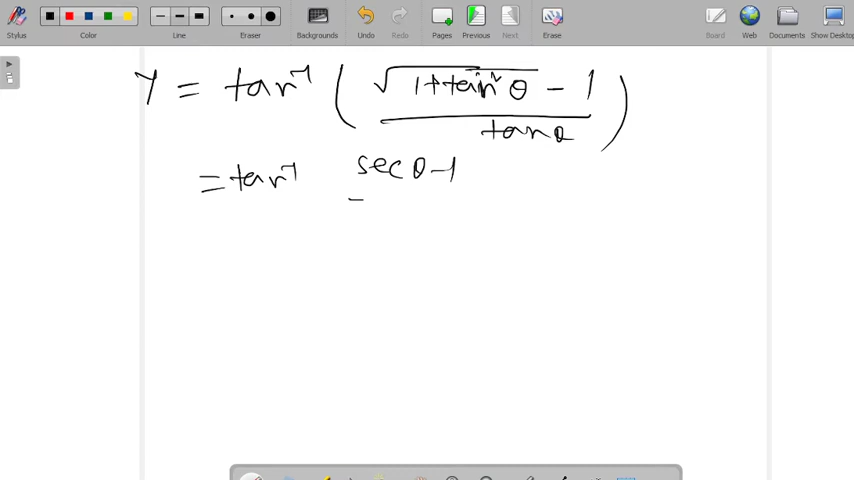 Stylus Color Line Eraser Backgrounds Undo Redo Pages Previous Next Erase Board Web Documents Show Desktop
Y = tan⁻¹ ( √(1+tan²θ) - 1 / tanθ )
= tan⁻¹ secθ-1